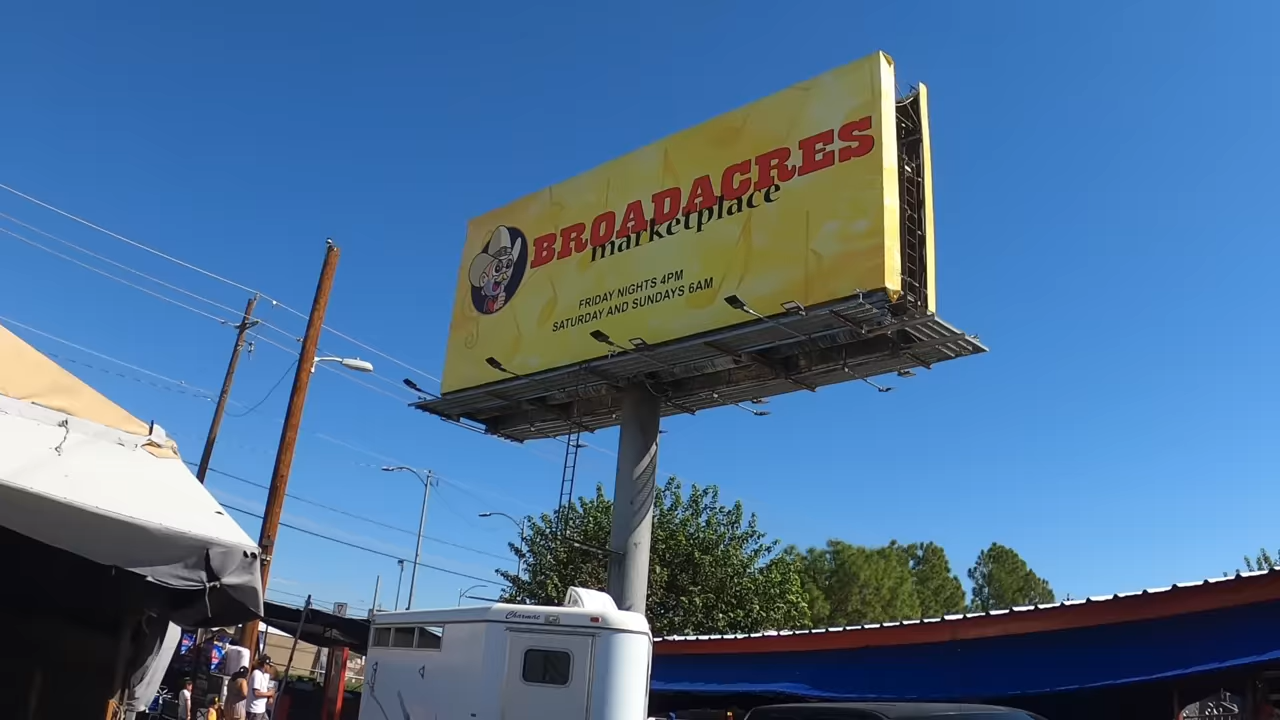 BROADACRES
marketplace
FRIDAY NIGHTS 4PM
SATURDAY AND SUNDAYS 6AM
Charmac